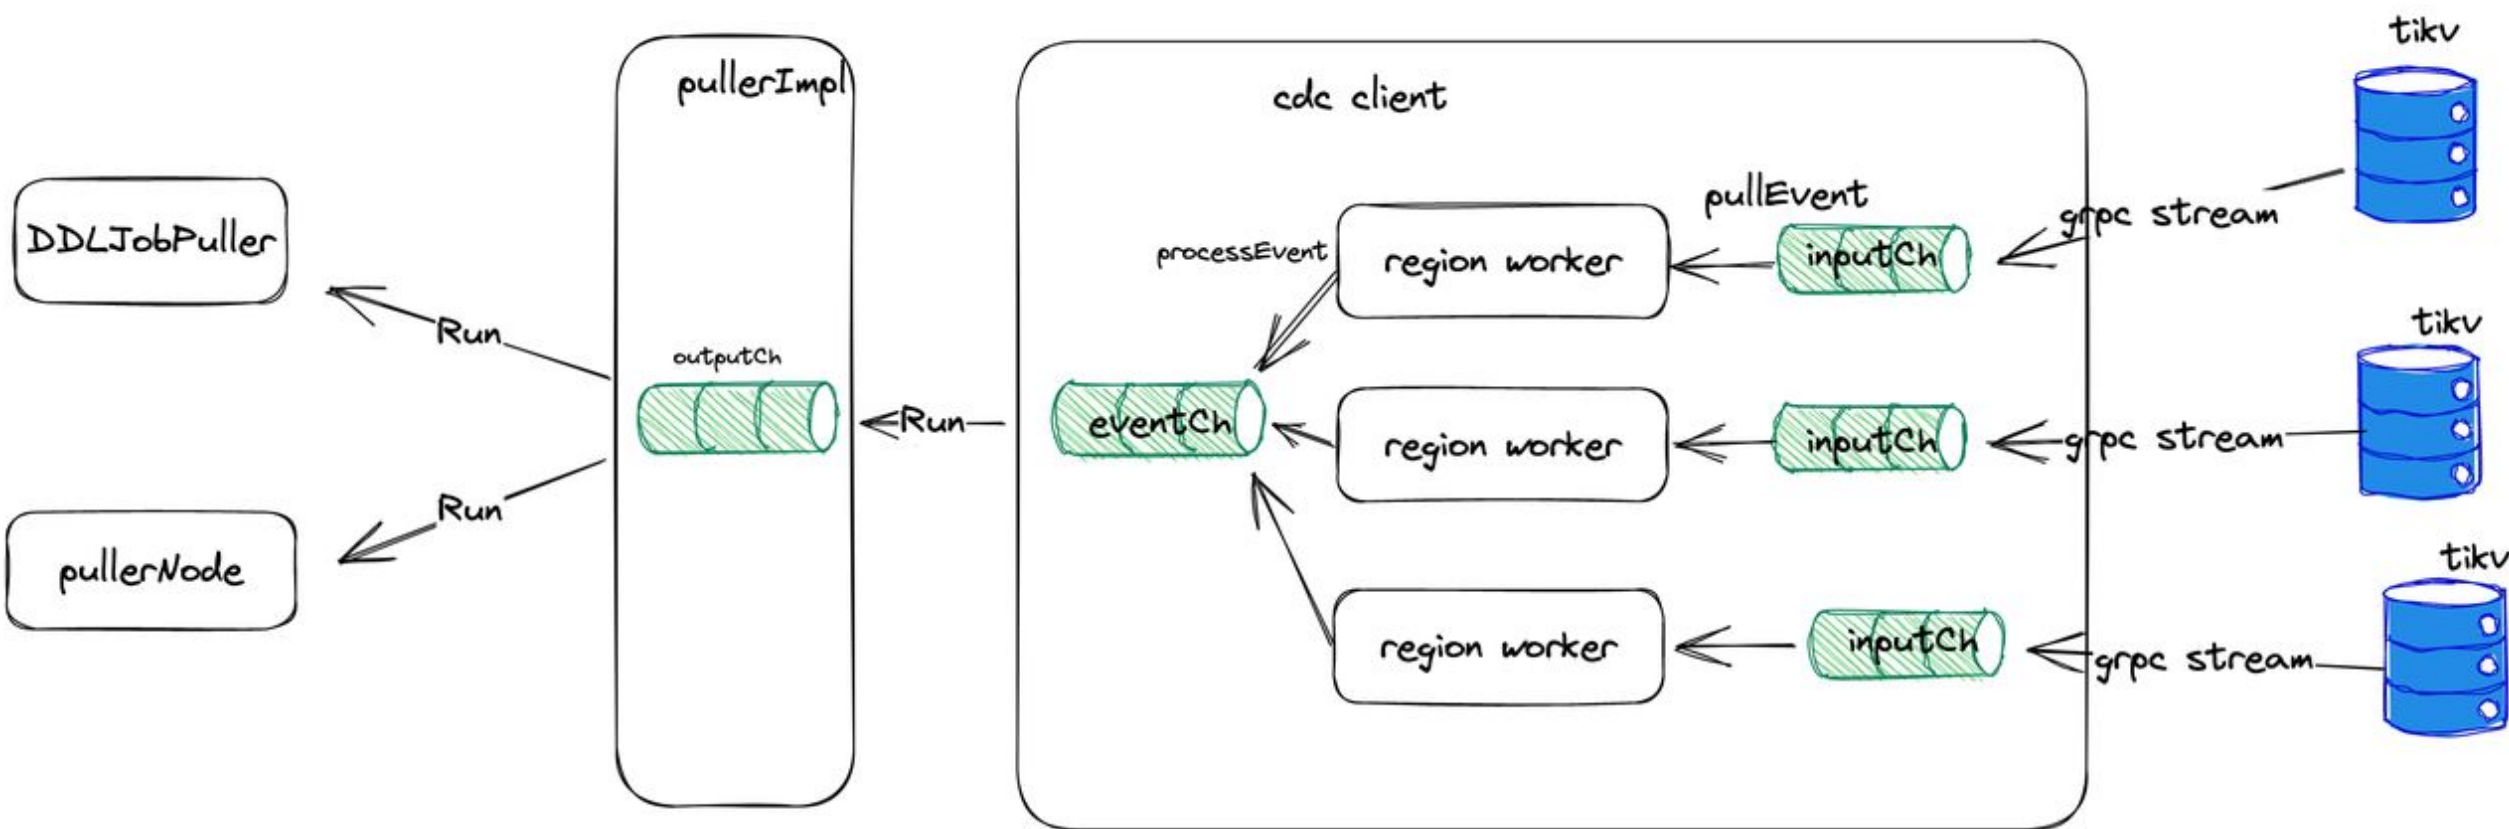 tikv
pullerImpl
cdc client
pullEvent
grpc stream
DDLJobPuller
processEvent
region worker
inputCh
tikv
Run
outputCh
eventCh
Run
region worker
inputCh
grpc stream
Run
tikv
pullerNode
region worker
inputCh
grpc stream